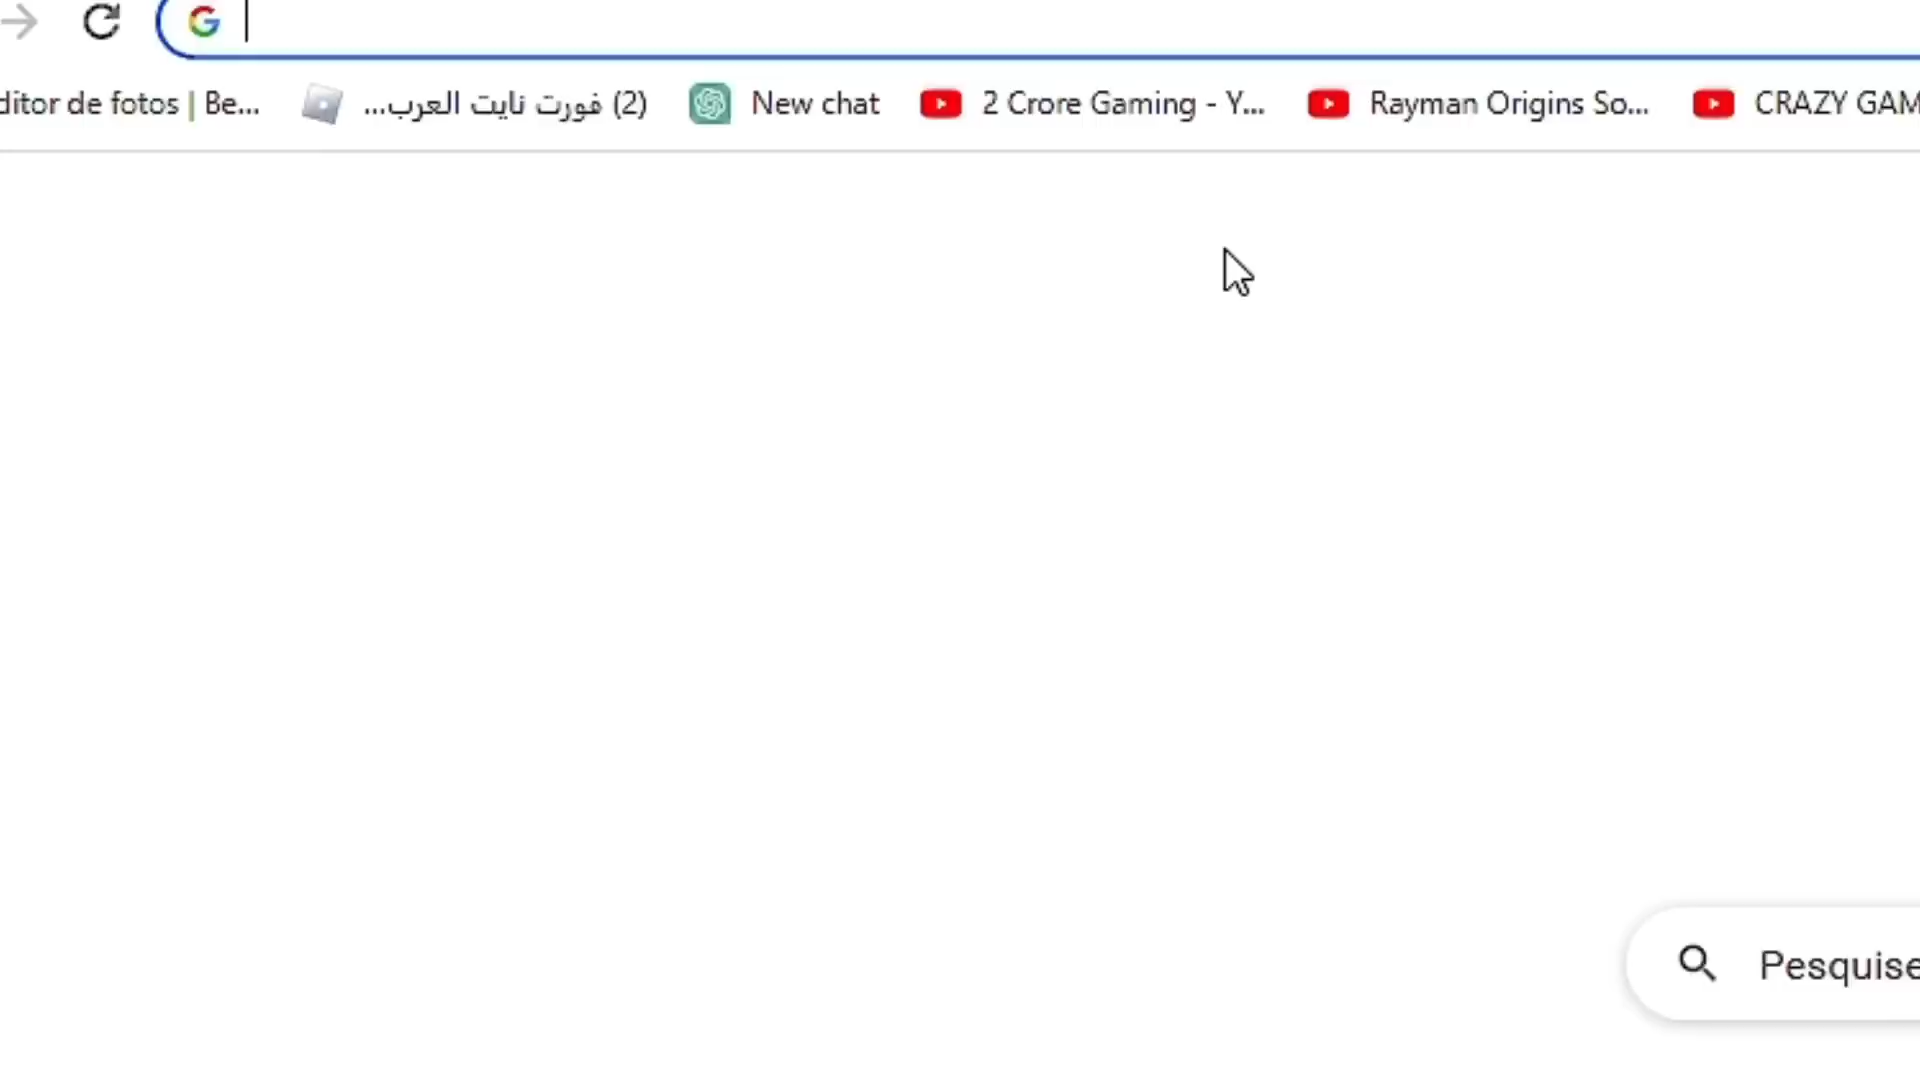 ditor de fotos | Be...
(2) فورت نايت العرب...
New chat
2 Crore Gaming - Y...
Rayman Origins So...
CRAZY GAM
Pesquise